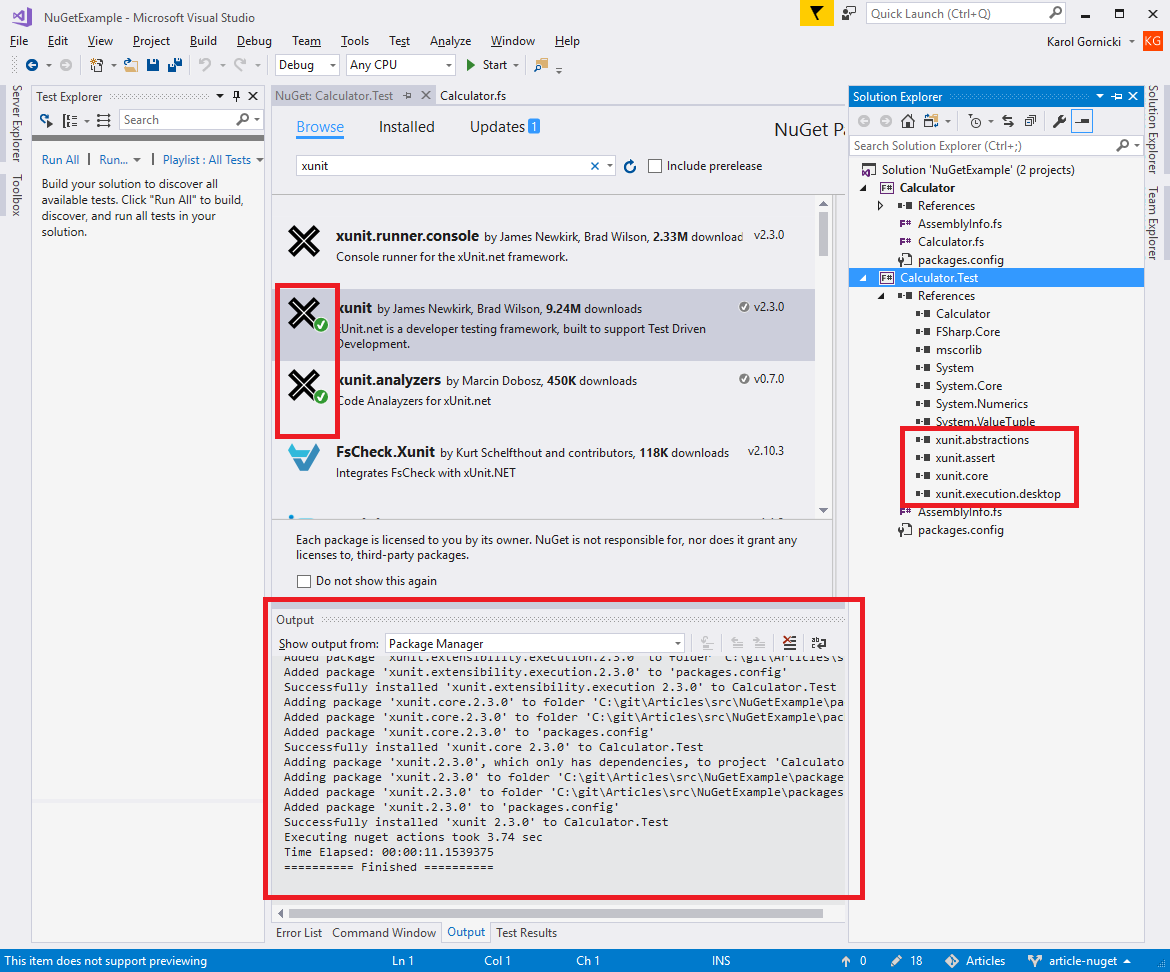 NuGetExample - Microsoft Visual Studio
Quick Launch (Ctrl+Q)
File Edit View Project Build Debug Team Tools Test Analyze Window Help
Karol Gornicki
KG
Debug
Any CPU
Start
Server Explorer
Toolbox
Test Explorer
Search
Run All | Run... | Playlist : All Tests
Build your solution to discover all
available tests. Click "Run All" to build,
discover, and run all tests in your
solution.
NuGet: Calculator.Test
Calculator.fs
Browse
Installed
Updates 1
NuGet Pa
xunit
Include prerelease
xunit.runner.console by James Newkirk, Brad Wilson, 2.33M download
v2.3.0
Console runner for the xUnit.net framework.
xunit by James Newkirk, Brad Wilson, 9.24M downloads
v2.3.0
xUnit.net is a developer testing framework, built to support Test Driven
Development.
xunit.analyzers by Marcin Dobosz, 450K downloads
v0.7.0
Code Analayzers for xUnit.net
FsCheck.Xunit by Kurt Schelfthout and contributors, 118K downloads
v2.10.3
Integrates FsCheck with xUnit.NET
Each package is licensed to you by its owner. NuGet is not responsible for, nor does it grant any
licenses to, third-party packages.
Do not show this again
Output
Show output from: Package Manager
Added package 'xunit.extensibility.execution.2.3.0' to folder 'C:\git\Articles\s
Added package 'xunit.extensibility.execution.2.3.0' to 'packages.config'
Successfully installed 'xunit.extensibility.execution 2.3.0' to Calculator.Test
Adding package 'xunit.core.2.3.0' to folder 'C:\git\Articles\src\NuGetExample\pa
Added package 'xunit.core.2.3.0' to folder 'C:\git\Articles\src\NuGetExample\pac
Added package 'xunit.core.2.3.0' to 'packages.config'
Successfully installed 'xunit.core 2.3.0' to Calculator.Test
Adding package 'xunit.2.3.0', which only has dependencies, to project 'Calculato
Adding package 'xunit.2.3.0' to folder 'C:\git\Articles\src\NuGetExample\package
Added package 'xunit.2.3.0' to folder 'C:\git\Articles\src\NuGetExample\packages
Added package 'xunit.2.3.0' to 'packages.config'
Successfully installed 'xunit 2.3.0' to Calculator.Test
Executing nuget actions took 3.74 sec
Time Elapsed: 00:00:11.1539375
========== Finished ==========
Error List
Command Window
Output
Test Results
Solution Explorer
Search Solution Explorer (Ctrl+;)
Solution 'NuGetExample' (2 projects)
F# Calculator
References
F# AssemblyInfo.fs
F# Calculator.fs
packages.config
F# Calculator.Test
References
Calculator
FSharp.Core
mscorlib
System
System.Core
System.Numerics
System.ValueTuple
xunit.abstractions
xunit.assert
xunit.core
xunit.execution.desktop
F# AssemblyInfo.fs
packages.config
Solution Explorer
Team Explorer
This item does not support previewing
Ln 1
Col 1
Ch 1
INS
0
18
Articles
article-nuget